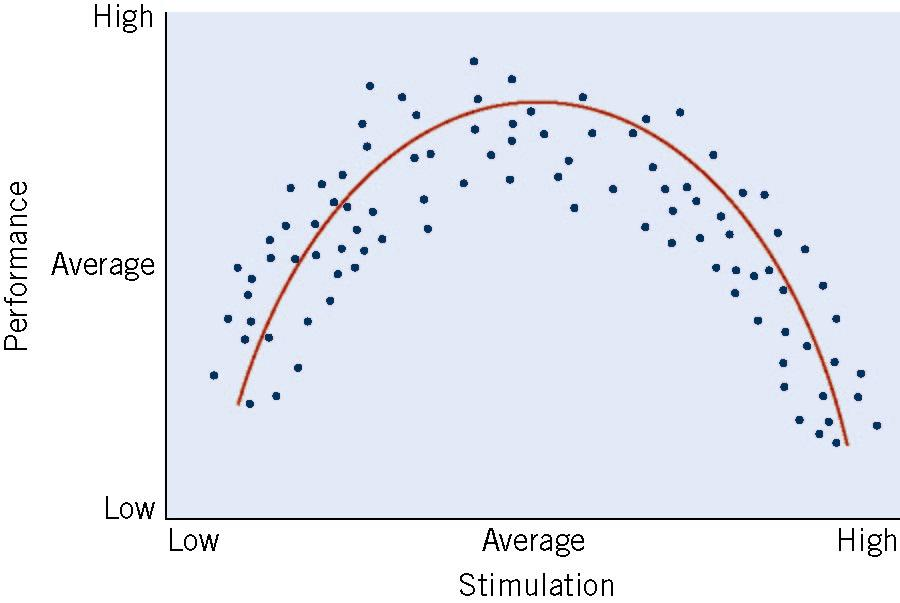 High
Performance
Average
Low
Low Average High
Stimulation